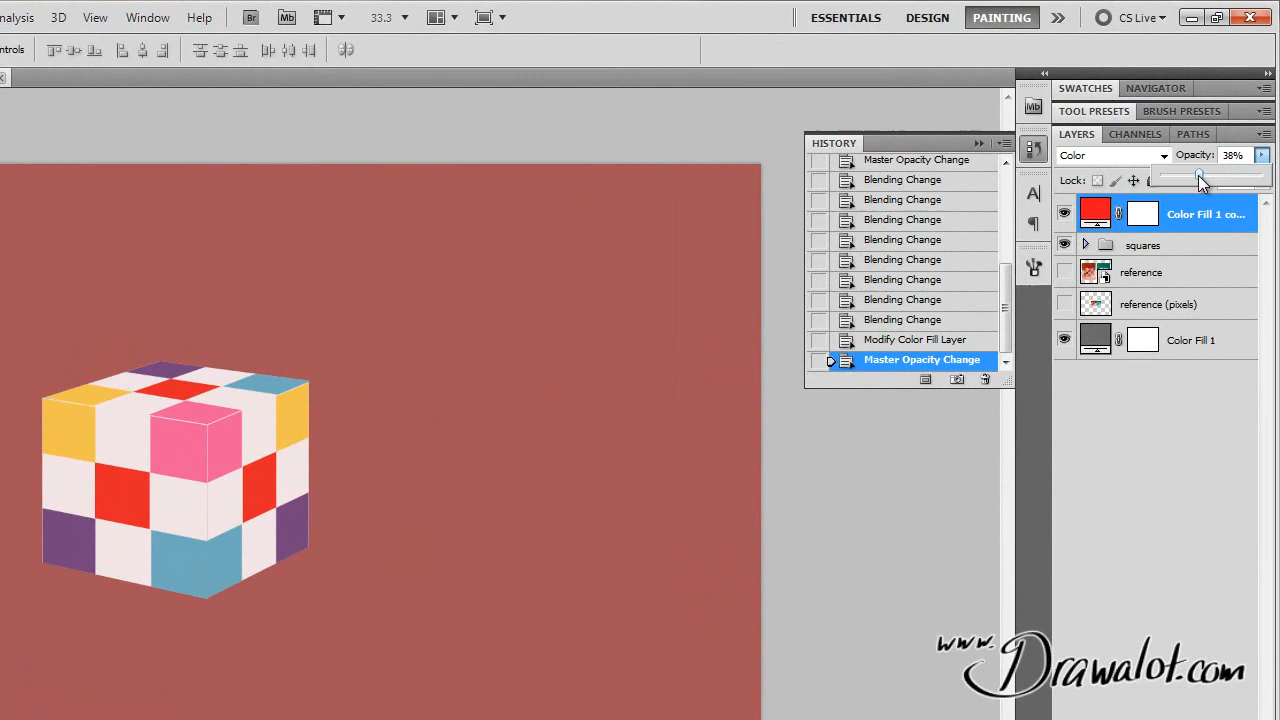 nalysis 3D View Window Help Br Mb 33.3 ESSENTIALS DESIGN PAINTING CS Live
ntrols
Mb
SWATCHES NAVIGATOR
TOOL PRESETS BRUSH PRESETS
LAYERS CHANNELS PATHS
Color Opacity: 38%
Lock:
Color Fill 1 co...
squares
reference
reference (pixels)
Color Fill 1
HISTORY
Master Opacity Change
Blending Change
Blending Change
Blending Change
Blending Change
Blending Change
Blending Change
Blending Change
Blending Change
Modify Color Fill Layer
Master Opacity Change
www.Drawalot.com